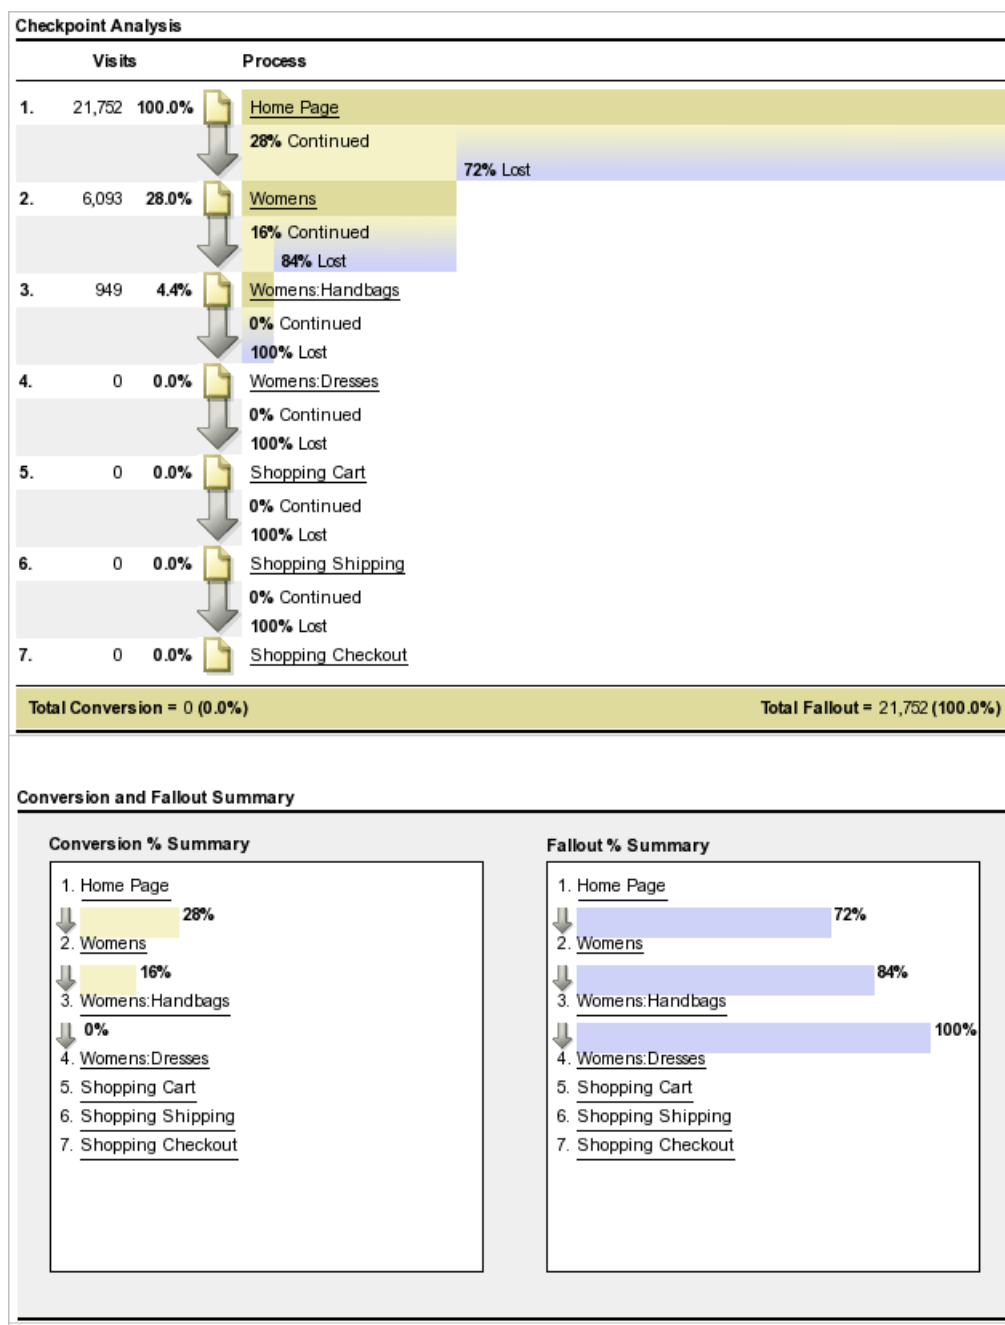 Checkpoint Analysis
Visits Process
1. 21,752 100.0% Home Page
28% Continued
72% Lost
2. 6,093 28.0% Womens
16% Continued
84% Lost
3. 949 4.4% Womens:Handbags
0% Continued
100% Lost
4. 0 0.0% Womens:Dresses
0% Continued
100% Lost
5. 0 0.0% Shopping Cart
0% Continued
100% Lost
6. 0 0.0% Shopping Shipping
0% Continued
100% Lost
7. 0 0.0% Shopping Checkout
Total Conversion = 0 (0.0%) Total Fallout = 21,752 (100.0%)
Conversion and Fallout Summary
Conversion % Summary
1. Home Page
28%
2. Womens
16%
3. Womens:Handbags
0%
4. Womens:Dresses
5. Shopping Cart
6. Shopping Shipping
7. Shopping Checkout
Fallout % Summary
1. Home Page
72%
2. Womens
84%
3. Womens:Handbags
100%
4. Womens:Dresses
5. Shopping Cart
6. Shopping Shipping
7. Shopping Checkout